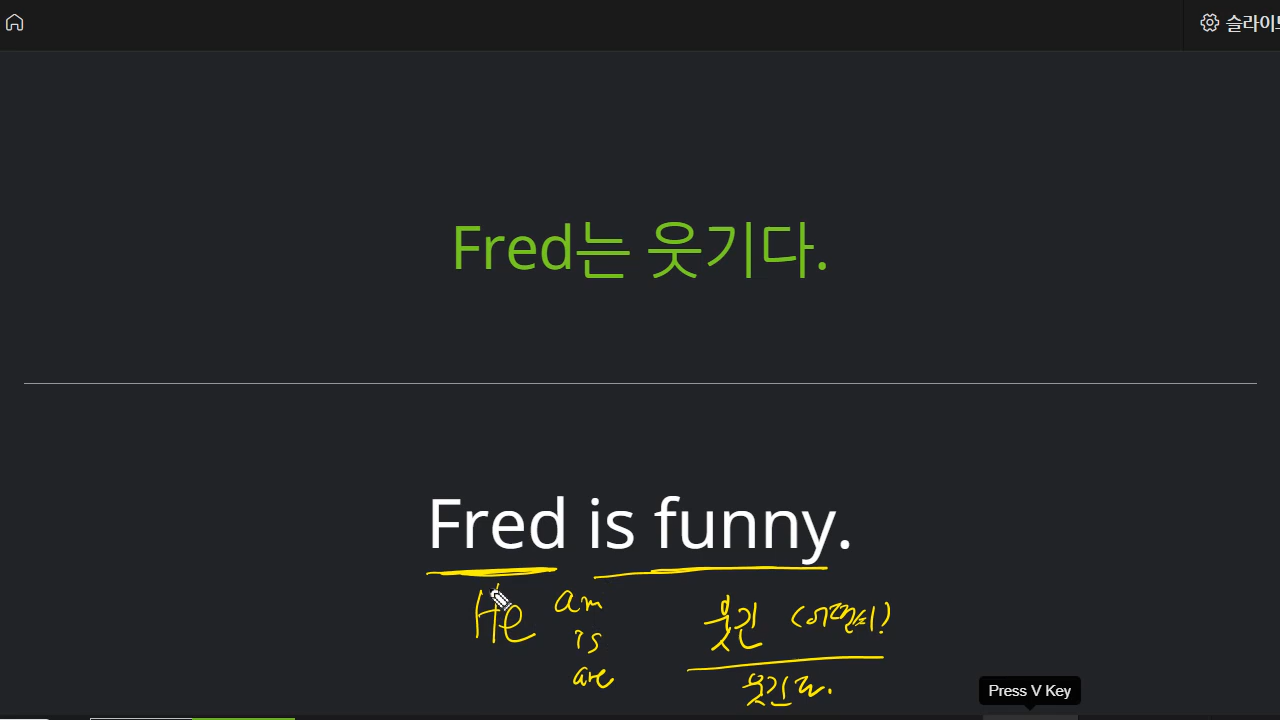 슬라이드
Fred는 웃기다.
Fred is funny.
He am 웃긴
is
are 웃긴고.
Press V Key